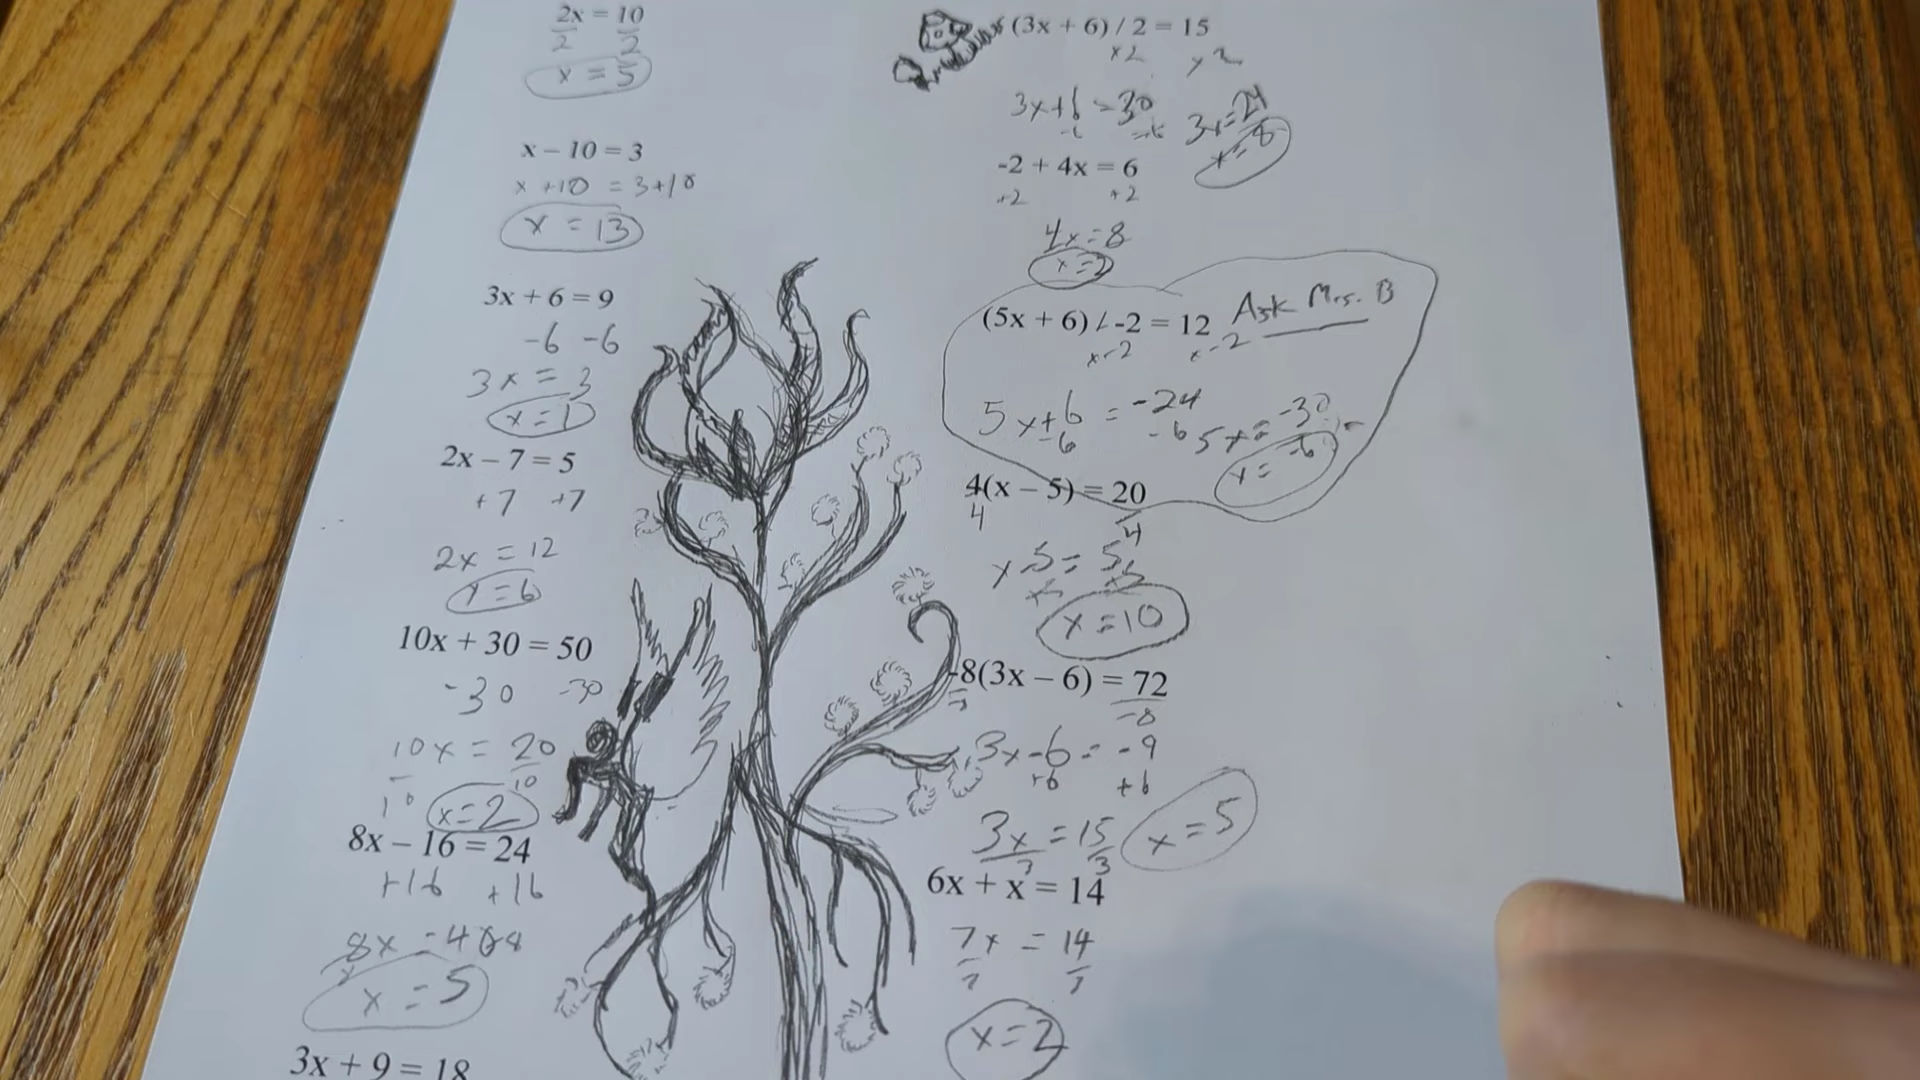 2x = 10
2 2
x = 5
x – 10 = 3
x +10 = 3+10
x = 13
3x + 6 = 9
-6 -6
3x = 3
x=1
2x – 7 = 5
+7 +7
2x = 12
x=6
10x + 30 = 50
-30 -30
10x = 20
10 10
x=2
8x – 16 = 24
+16 +16
8x = 40
x = 5
3x + 9 = 18
(3x + 6) / 2 = 15
x2 x2
3x+6 = 30
-6 -6
3x=24
x=8
-2 + 4x = 6
+2 +2
4x=8
x=2
(5x + 6) / -2 = 12 Ask Mrs. B
x-2 x-2
5x+6 = -24
-6 -6
5x= -30
x= -6
4(x – 5) = 20
4 4
x-5 = 5
+5 +5
x=10
-8(3x – 6) = 72
-8
3x-6 = -9
+6 +6
3x = 15
3 3
x=5
6x + x = 14
7x = 14
7 7
x=2